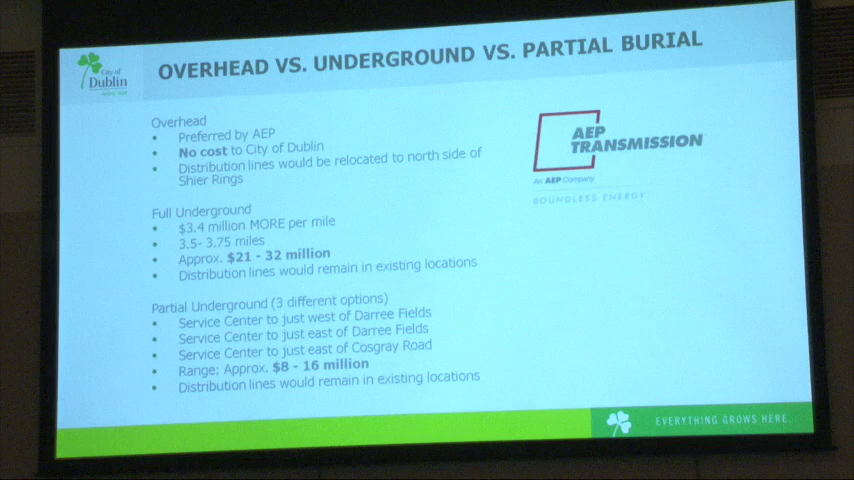 City of
Dublin
OVERHEAD VS. UNDERGROUND VS. PARTIAL BURIAL
Overhead
• Preferred by AEP
• No cost to City of Dublin
• Distribution lines would be relocated to north side of
Shier Rings
AEP
TRANSMISSION
An AEP Company
BOUNDLESS ENERGY
Full Underground
• $3.4 million MORE per mile
• 3.5- 3.75 miles
• Approx. $21 - 32 million
• Distribution lines would remain in existing locations
Partial Underground (3 different options)
• Service Center to just west of Darree Fields
• Service Center to just east of Darree Fields
• Service Center to just east of Cosgray Road
• Range: Approx. $8 - 16 million
• Distribution lines would remain in existing locations
EVERYTHING GROWS HERE.